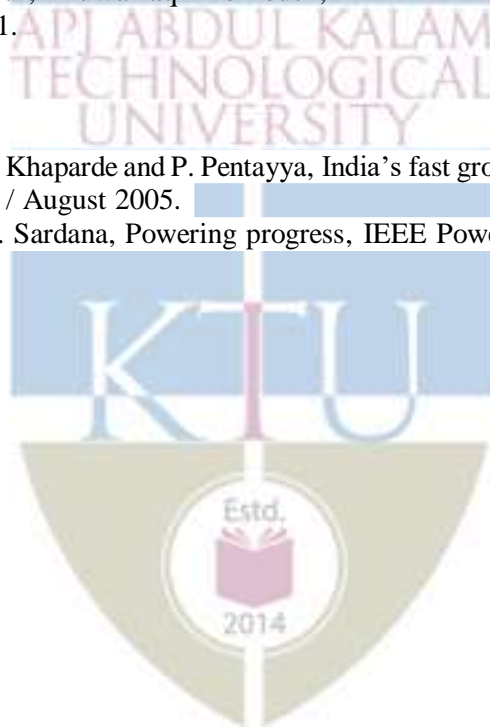 1.
APJ ABDUL KALAM
TECHNOLOGICAL
UNIVERSITY
Khaparde and P. Pentayya, India’s fast gro
/ August 2005.
. Sardana, Powering progress, IEEE Powe
KTU
Estd.
2014